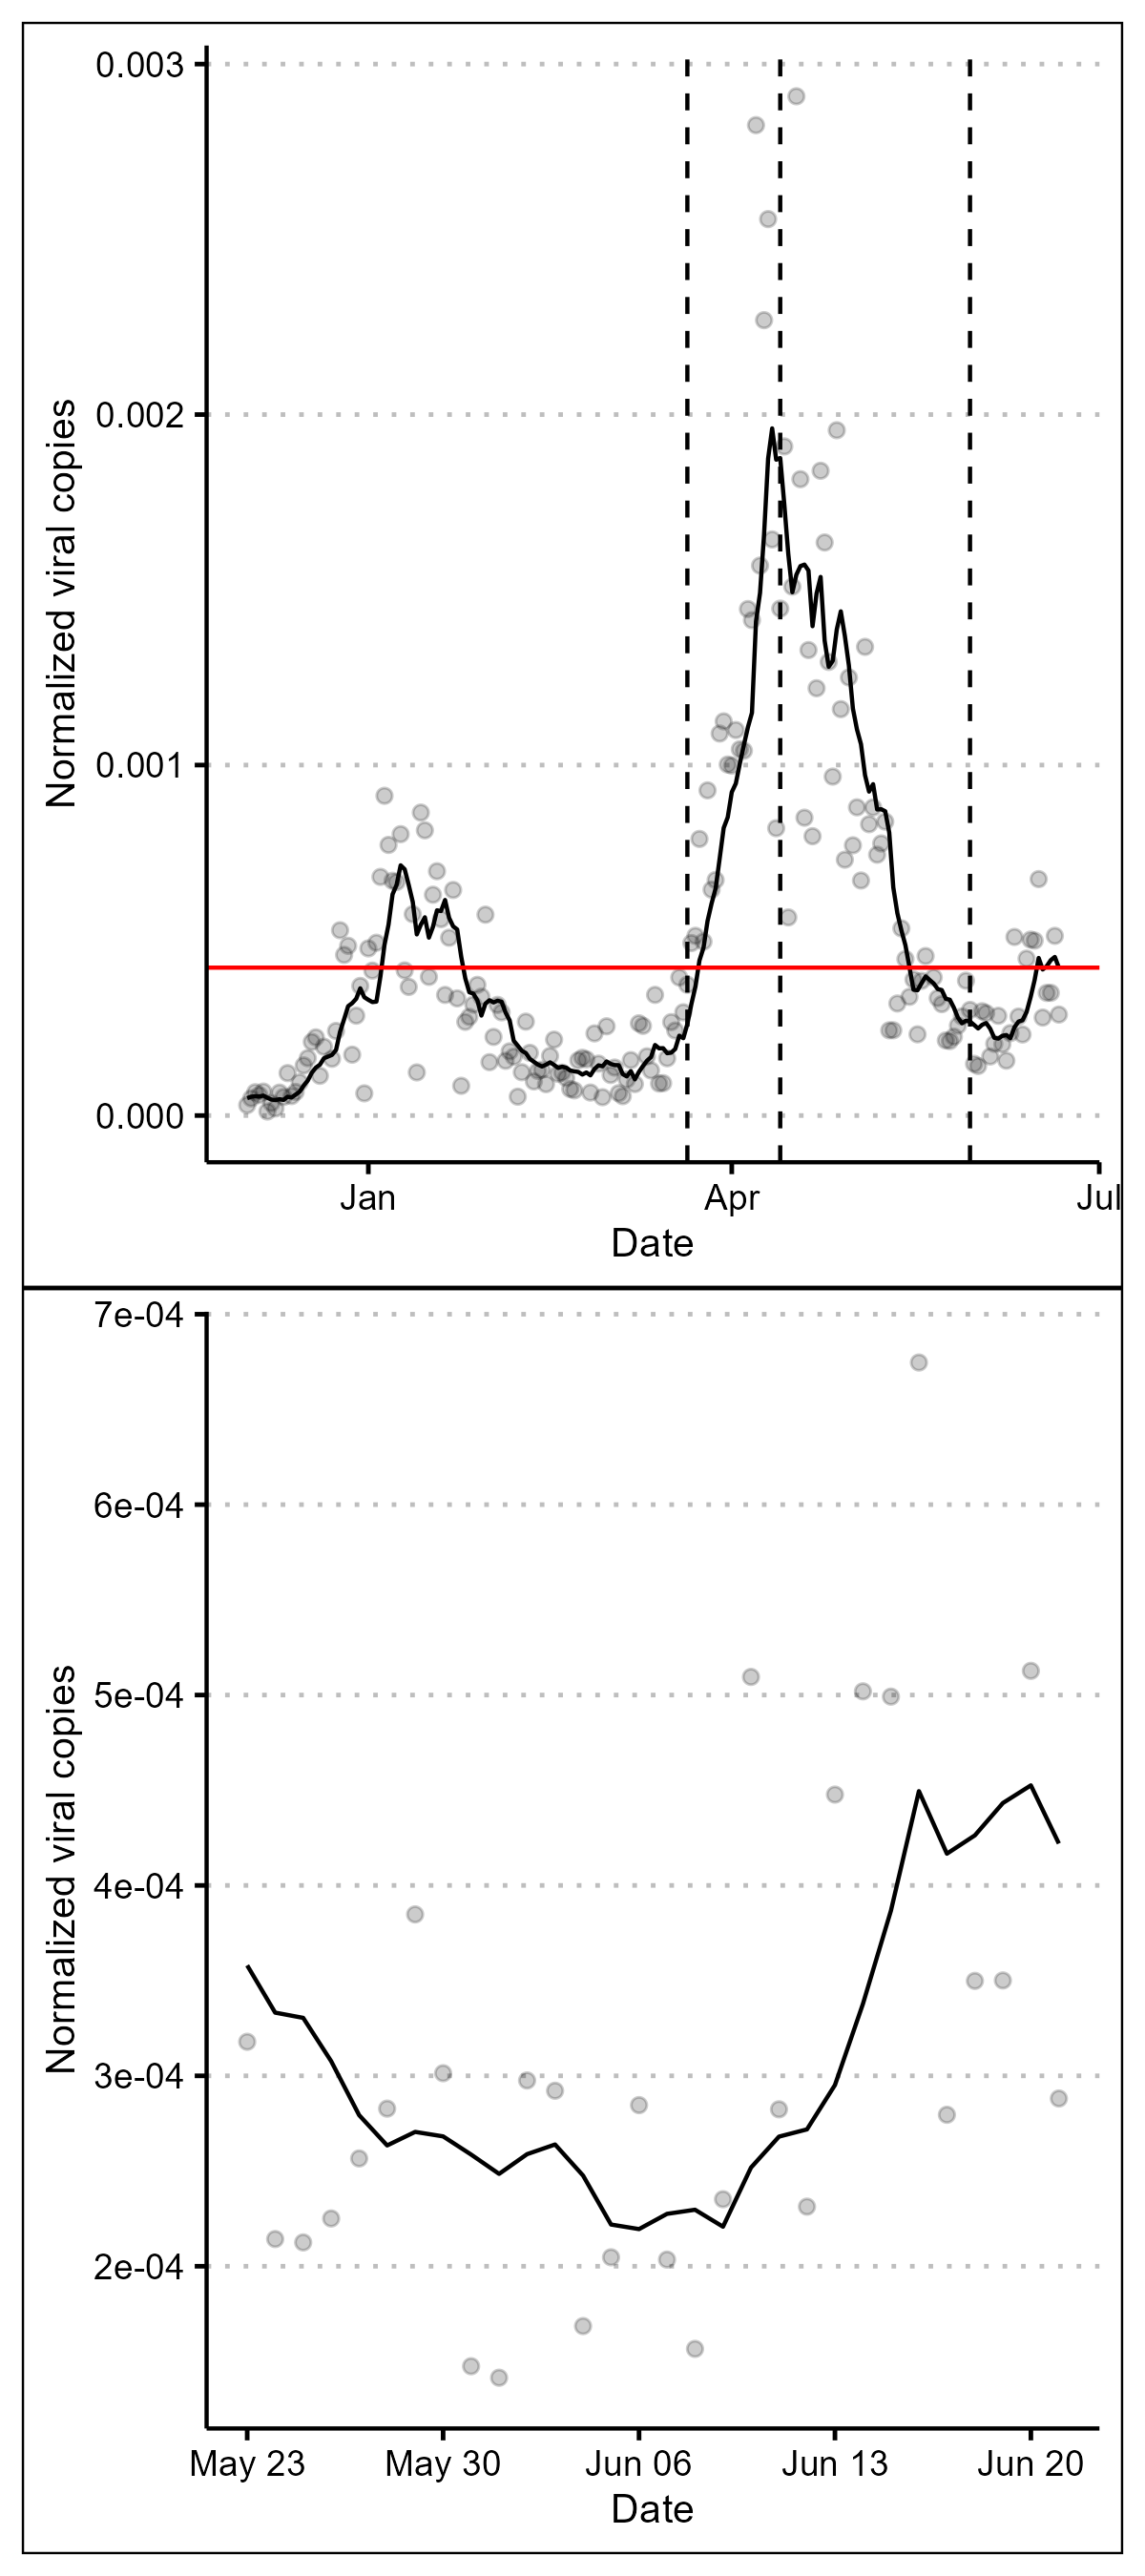 0.003
0.002
0.001
0.000
Normalized viral copies
Jan
Apr
Jul
Date
7e-04
6e-04
5e-04
4e-04
3e-04
2e-04
Normalized viral copies
May 23
May 30
Jun 06
Jun 13
Jun 20
Date